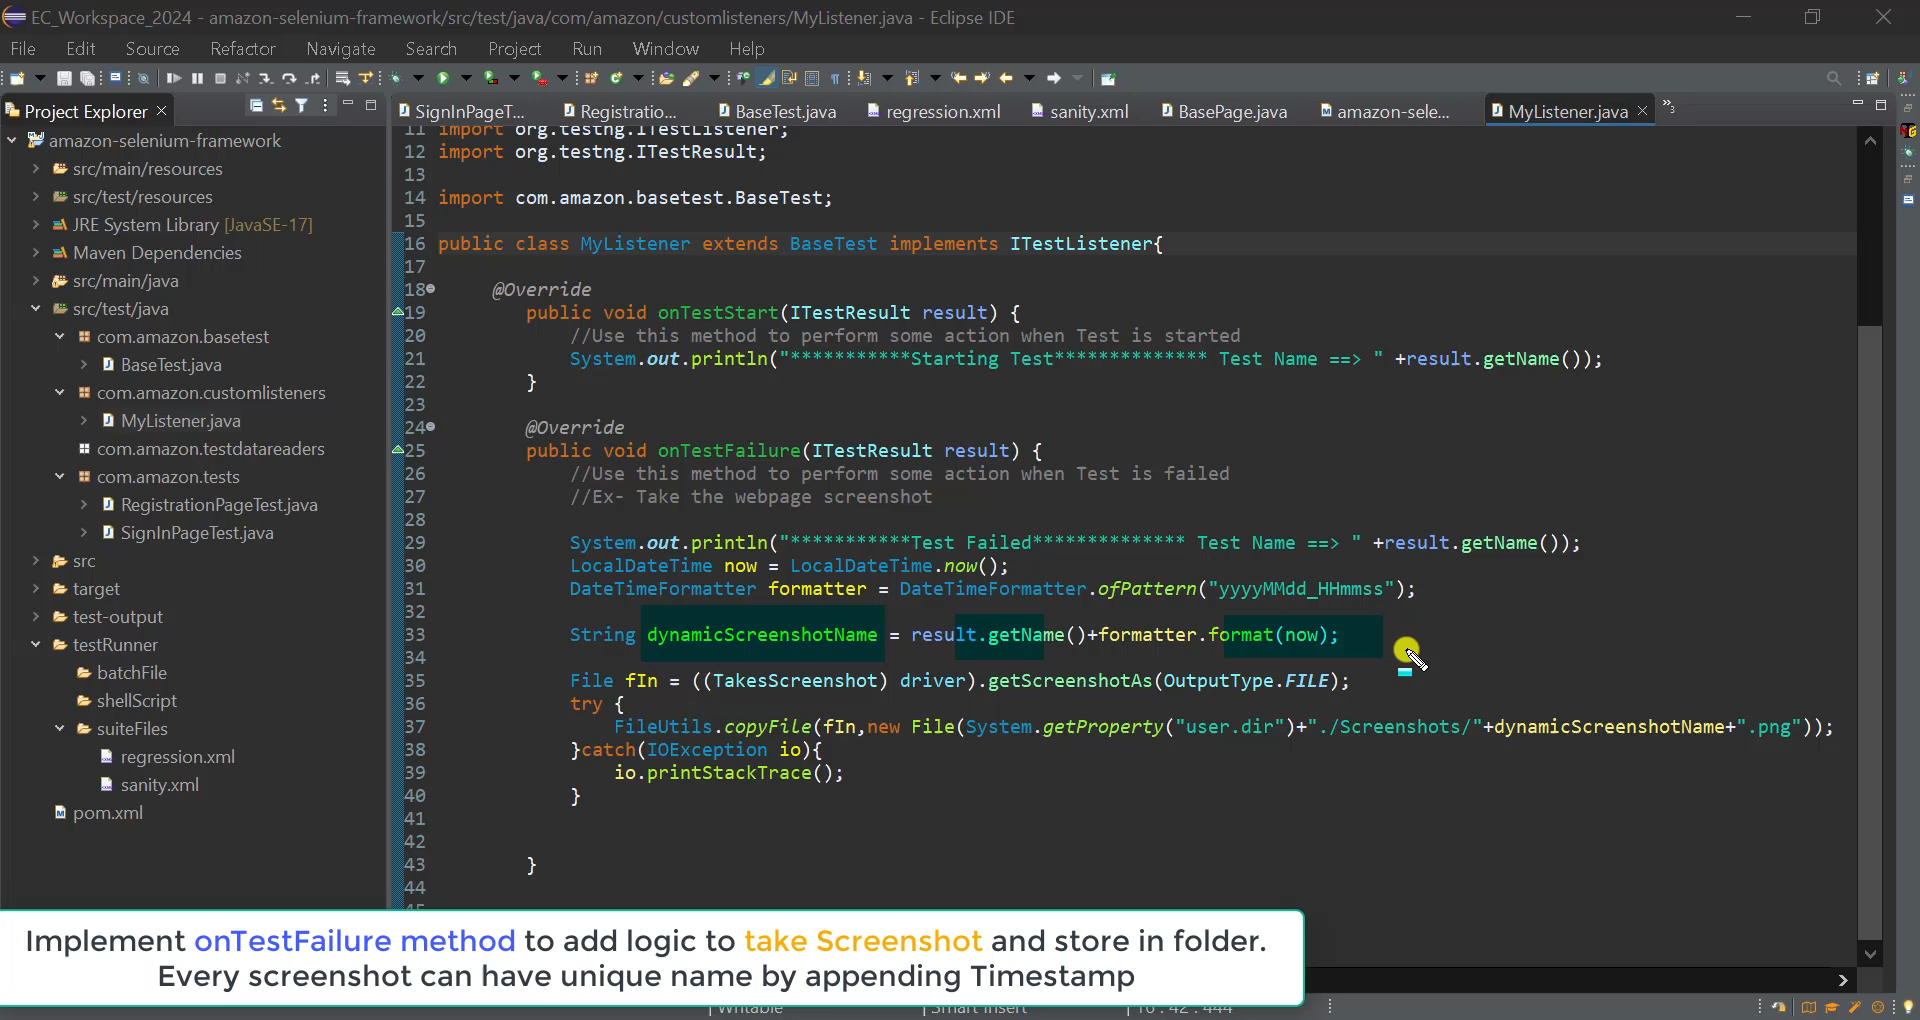 EC_Workspace_2024 - amazon-selenium-framework/src/test/java/com/amazon/customlisteners/MyListener.java - Eclipse IDE
File Edit Source Refactor Navigate Search Project Run Window Help
Project Explorer
SignInPageT... Registratio... BaseTest.java regression.xml sanity.xml BasePage.java amazon-sele... MyListener.java »3
amazon-selenium-framework
src/main/resources
src/test/resources
JRE System Library [JavaSE-17]
Maven Dependencies
src/main/java
src/test/java
com.amazon.basetest
BaseTest.java
com.amazon.customlisteners
MyListener.java
com.amazon.testdatareaders
com.amazon.tests
RegistrationPageTest.java
SignInPageTest.java
src
target
test-output
testRunner
batchFile
shellScript
suiteFiles
regression.xml
sanity.xml
pom.xml
11 import org.testng.ITestListener;
12 import org.testng.ITestResult;
13
14 import com.amazon.basetest.BaseTest;
15
16 public class MyListener extends BaseTest implements ITestListener{
17
18 @Override
19 public void onTestStart(ITestResult result) {
20 //Use this method to perform some action when Test is started
21 System.out.println("***********Starting Test************** Test Name ==> " +result.getName());
22 }
23
24 @Override
25 public void onTestFailure(ITestResult result) {
26 //Use this method to perform some action when Test is failed
27 //Ex- Take the webpage screenshot
28
29 System.out.println("***********Test Failed************** Test Name ==> " +result.getName());
30 LocalDateTime now = LocalDateTime.now();
31 DateTimeFormatter formatter = DateTimeFormatter.ofPattern("yyyyMMdd_HHmmss");
32
33 String dynamicScreenshotName = result.getName()+formatter.format(now);
34
35 File fIn = ((TakesScreenshot) driver).getScreenshotAs(OutputType.FILE);
36 try {
37 FileUtils.copyFile(fIn,new File(System.getProperty("user.dir")+"./Screenshots/"+dynamicScreenshotName+".png"));
38 }catch(IOException io){
39 io.printStackTrace();
40 }
41
42
43 }
44
45
Implement onTestFailure method to add logic to take Screenshot and store in folder.
Every screenshot can have unique name by appending Timestamp
Writable Smart Insert 16 : 42 : 444